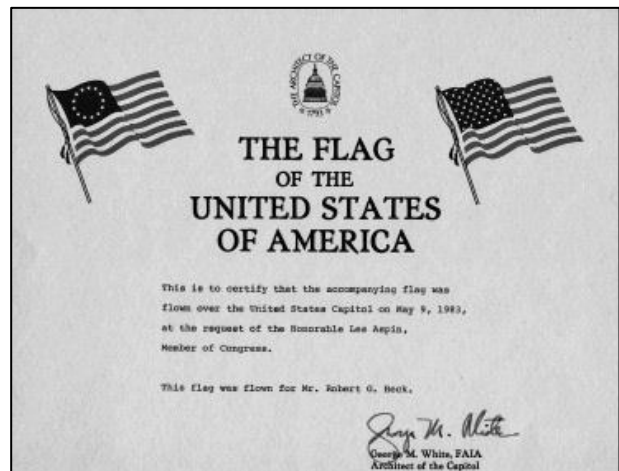 THE ARCHITECT OF THE CAPITOL
1793
THE FLAG
OF THE
UNITED STATES
OF AMERICA
This is to certify that the accompanying flag was
flown over the United States Capitol on May 9, 1983,
at the request of the Honorable Les Aspin,
Member of Congress.
This flag was flown for Mr. Robert G. Heck.
George M. White
George M. White, FAIA
Architect of the Capitol